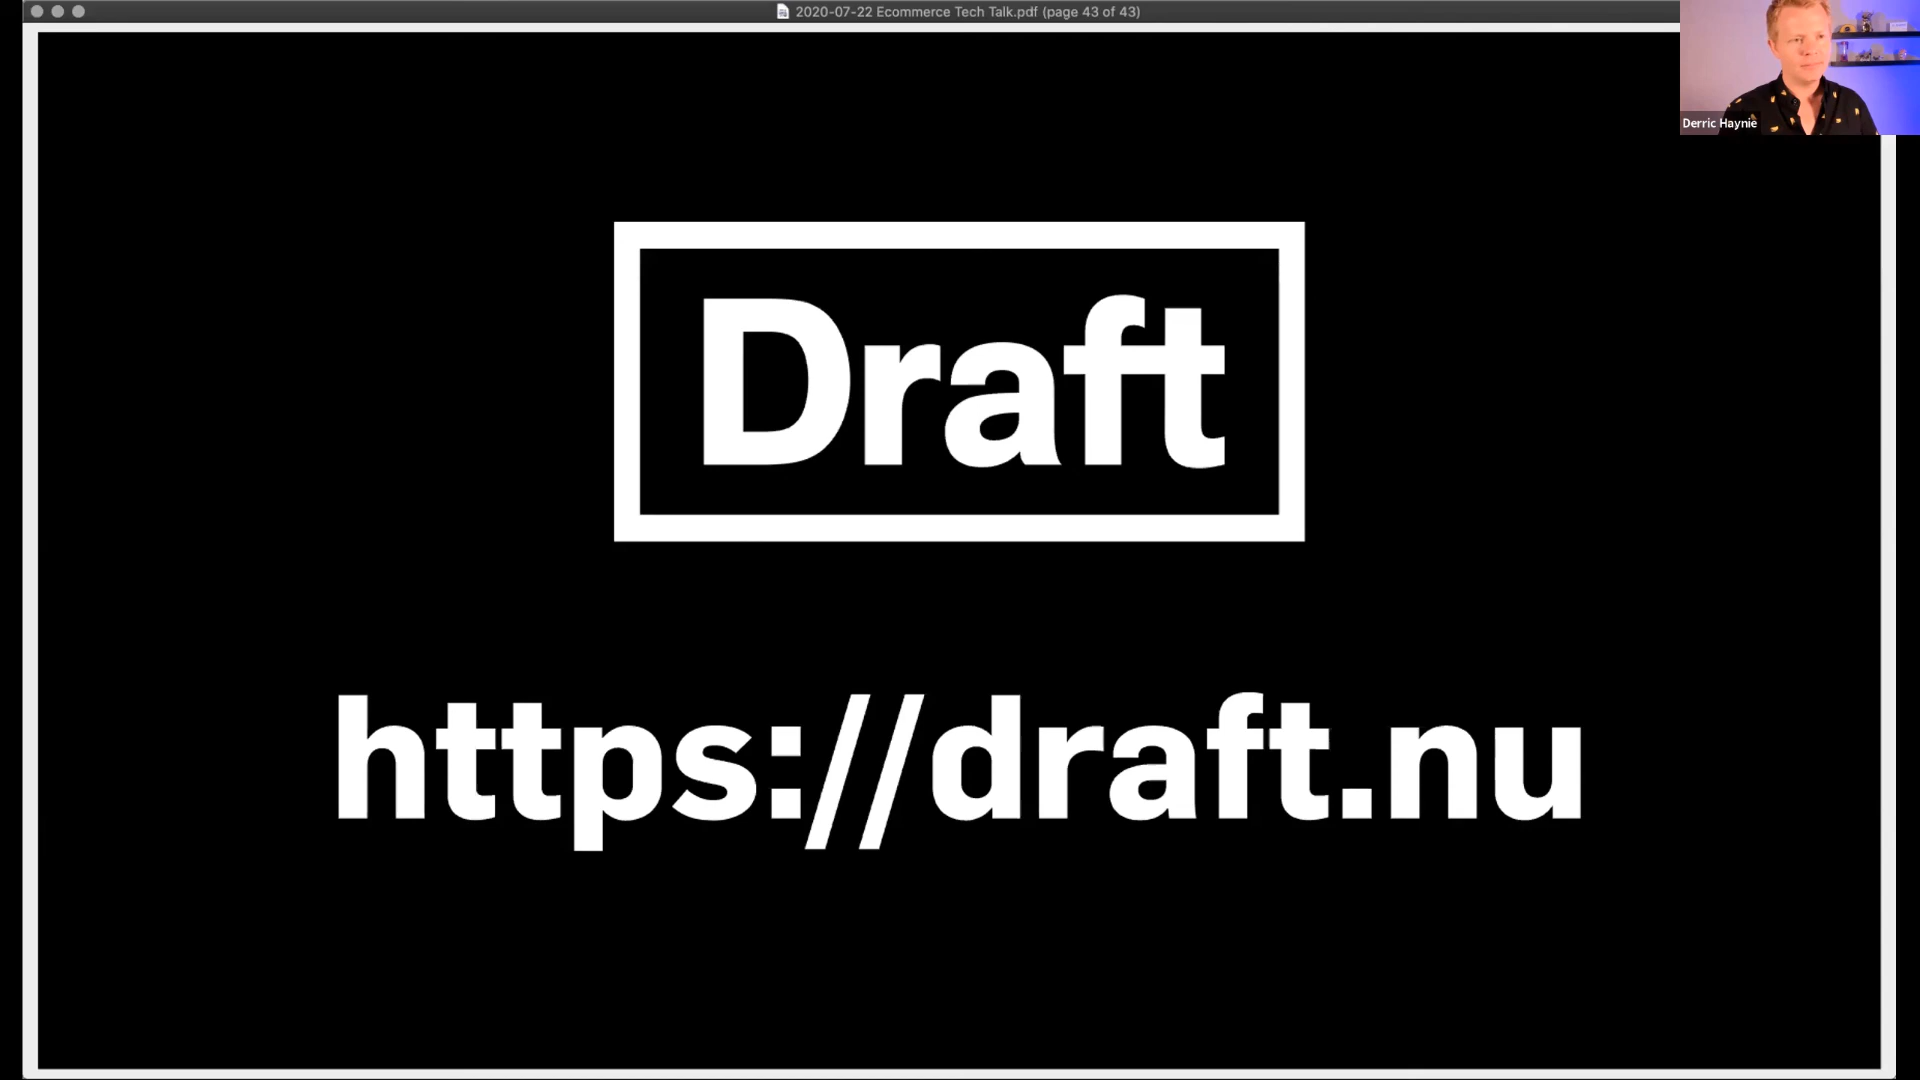 2020-07-22 Ecommerce Tech Talk.pdf (page 43 of 43)
Derric Haynie
Draft
https://draft.nu